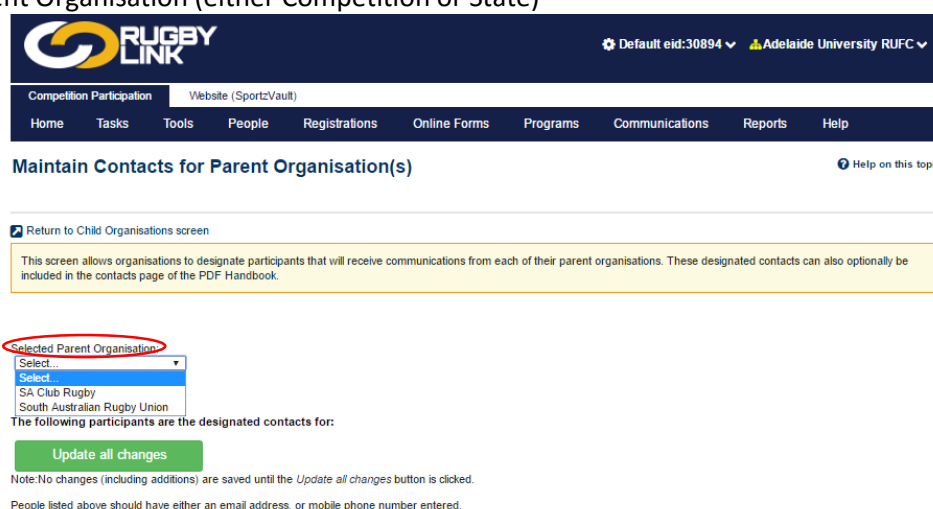 ent Organisation (either Competition or State)
RUGBY
LINK
Default eid:30894 Adelaide University RUFC
Competition Participation Website (SportzVault)
Home Tasks Tools People Registrations Online Forms Programs Communications Reports Help
Maintain Contacts for Parent Organisation(s) Help on this top
Return to Child Organisations screen
This screen allows organisations to designate participants that will receive communications from each of their parent organisations. These designated contacts can also optionally be
included in the contacts page of the PDF Handbook.
Selected Parent Organisation:
Select...
Select...
SA Club Rugby
South Australian Rugby Union
The following participants are the designated contacts for:
Update all changes
Note:No changes (including additions) are saved until the Update all changes button is clicked.
People listed above should have either an email address, or mobile phone number entered.